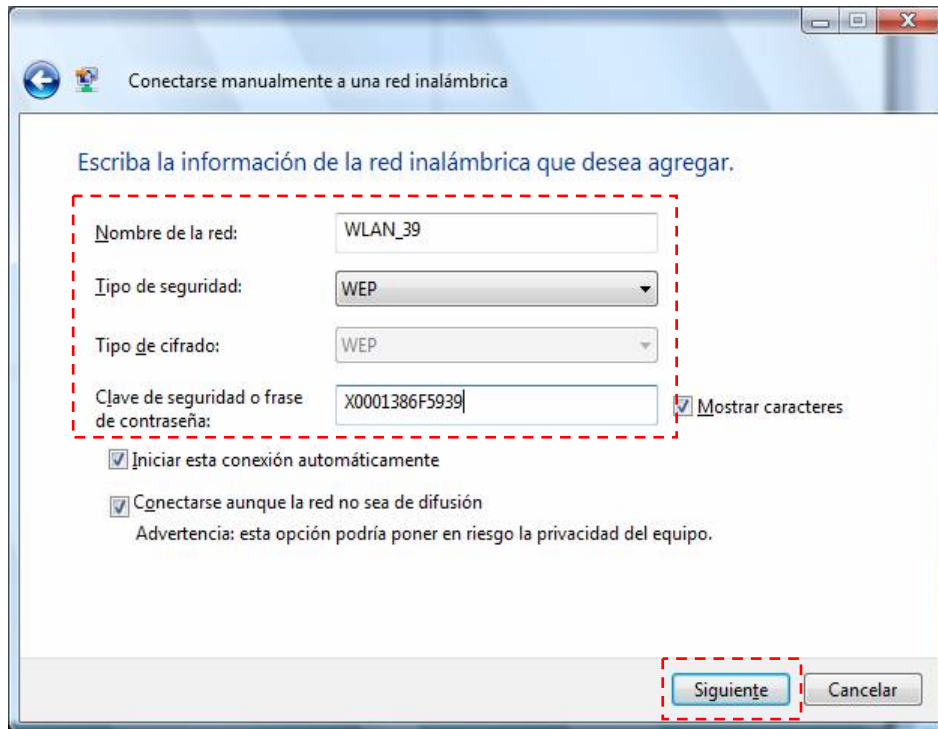 Conectarse manualmente a una red inalámbrica
Escriba la información de la red inalámbrica que desea agregar.
Nombre de la red: WLAN_39
Tipo de seguridad: WEP
Tipo de cifrado: WEP
Clave de seguridad o frase
de contraseña: X0001386F5939 Mostrar caracteres
Iniciar esta conexión automáticamente
Conectarse aunque la red no sea de difusión
Advertencia: esta opción podría poner en riesgo la privacidad del equipo.
Siguiente Cancelar